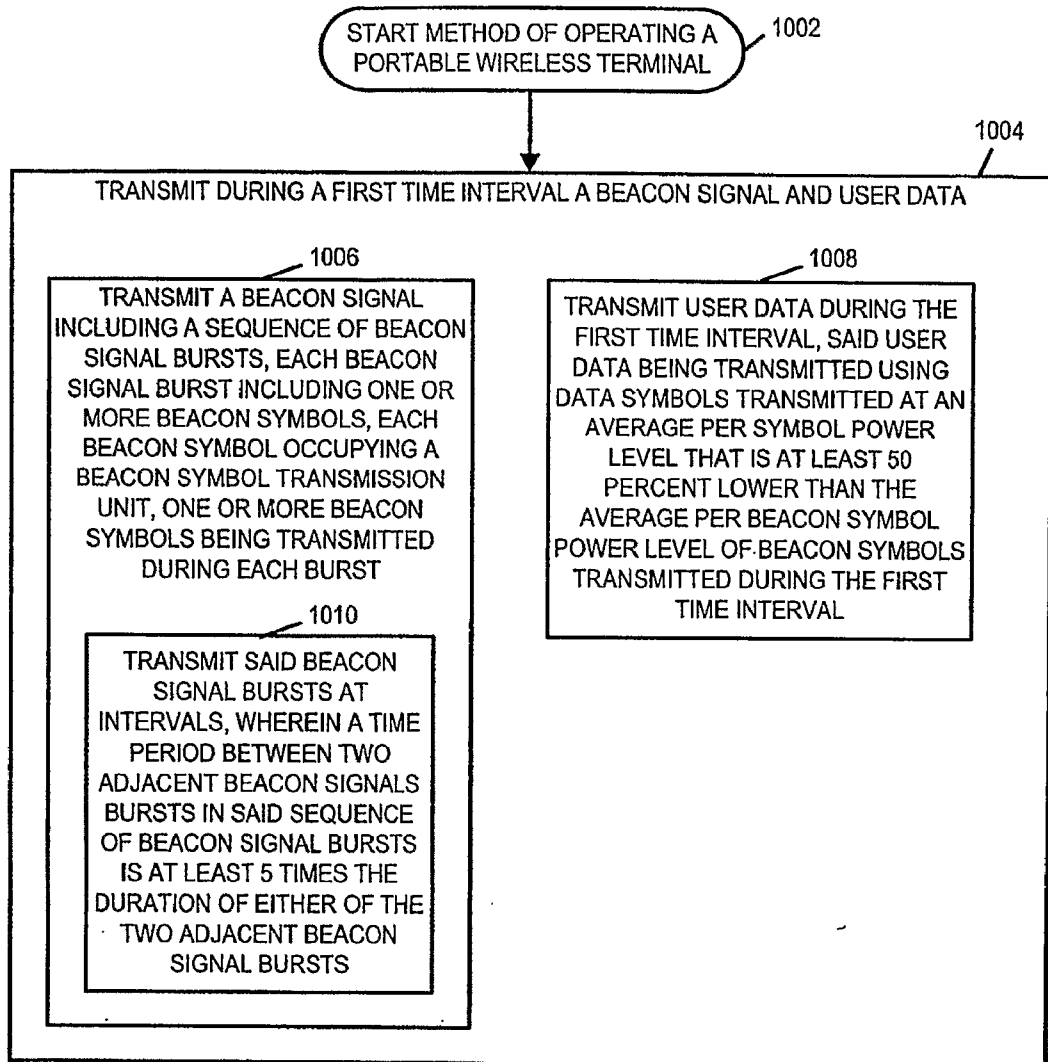 START METHOD OF OPERATING A
PORTABLE WIRELESS TERMINAL
1002
1004
TRANSMIT DURING A FIRST TIME INTERVAL A BEACON SIGNAL AND USER DATA
1006
TRANSMIT A BEACON SIGNAL
INCLUDING A SEQUENCE OF BEACON
SIGNAL BURSTS, EACH BEACON
SIGNAL BURST INCLUDING ONE OR
MORE BEACON SYMBOLS, EACH
BEACON SYMBOL OCCUPYING A
BEACON SYMBOL TRANSMISSION
UNIT, ONE OR MORE BEACON
SYMBOLS BEING TRANSMITTED
DURING EACH BURST
1010
TRANSMIT SAID BEACON
SIGNAL BURSTS AT
INTERVALS, WHEREIN A TIME
PERIOD BETWEEN TWO
ADJACENT BEACON SIGNALS
BURSTS IN SAID SEQUENCE
OF BEACON SIGNAL BURSTS
IS AT LEAST 5 TIMES THE
DURATION OF EITHER OF THE
TWO ADJACENT BEACON
SIGNAL BURSTS
1008
TRANSMIT USER DATA DURING THE
FIRST TIME INTERVAL, SAID USER
DATA BEING TRANSMITTED USING
DATA SYMBOLS TRANSMITTED AT AN
AVERAGE PER SYMBOL POWER
LEVEL THAT IS AT LEAST 50
PERCENT LOWER THAN THE
AVERAGE PER BEACON SYMBOL
POWER LEVEL OF BEACON SYMBOLS
TRANSMITTED DURING THE FIRST
TIME INTERVAL